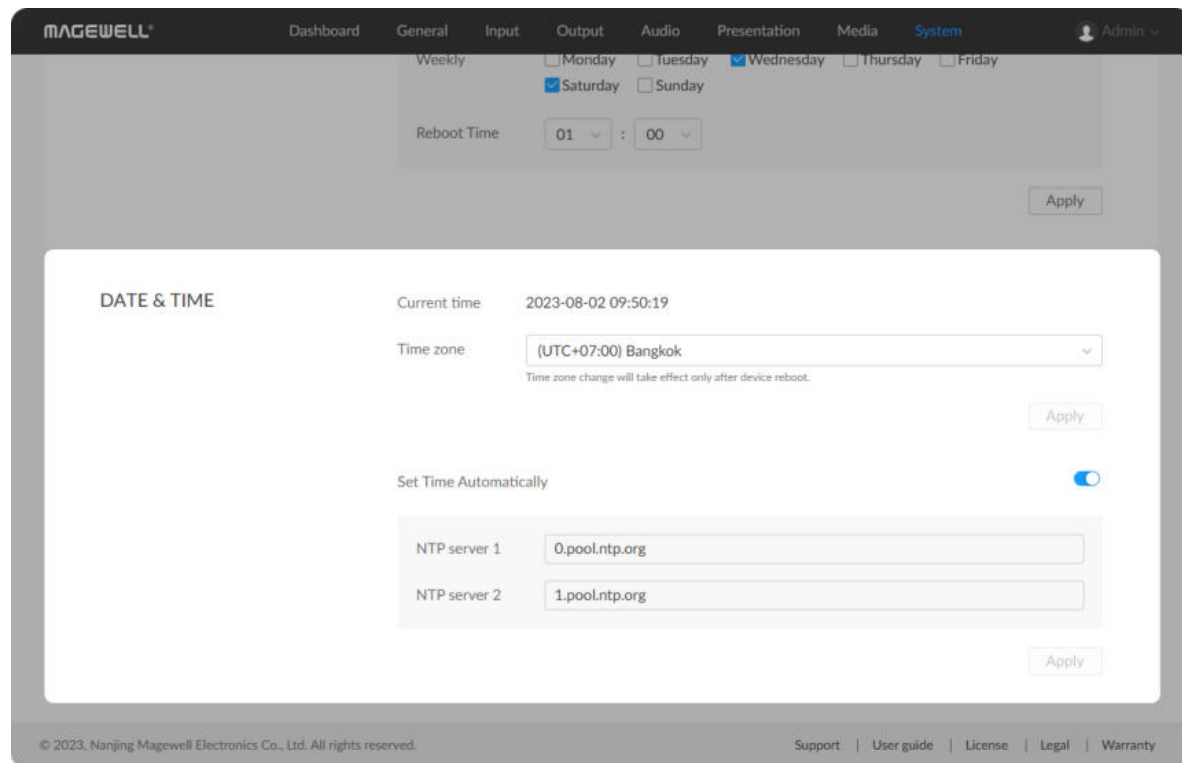 MAGEWELL® Dashboard General Input Output Audio Presentation Media System Admin
Weekly Monday Tuesday Wednesday Thursday Friday
Saturday Sunday
Reboot Time 01 : 00
Apply
DATE & TIME Current time 2023-08-02 09:50:19
Time zone (UTC+07:00) Bangkok
Time zone change will take effect only after device reboot.
Apply
Set Time Automatically
NTP server 1 0.pool.ntp.org
NTP server 2 1.pool.ntp.org
Apply
© 2023, Nanjing Magewell Electronics Co., Ltd. All rights reserved. Support | User guide | License | Legal | Warranty